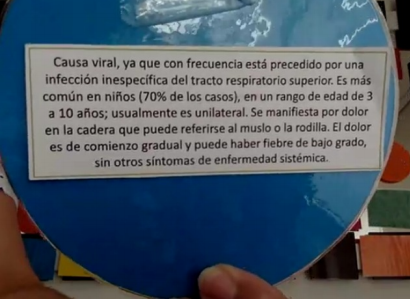 Causa viral, ya que con frecuencia está precedido por una
infección inespecífica del tracto respiratorio superior. Es más
común en niños (70% de los casos), en un rango de edad de 3
a 10 años; usualmente es unilateral. Se manifiesta por dolor
en la cadera que puede referirse al muslo o la rodilla. El dolor
es de comienzo gradual y puede haber fiebre de bajo grado,
sin otros síntomas de enfermedad sistémica.